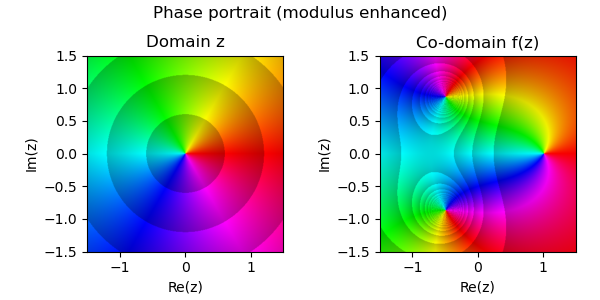 Phase portrait (modulus enhanced)
Domain z
Co-domain f(z)
1.5
1.0
0.5
0.0
−0.5
−1.0
−1.5
Im(z)
−1
0
1
Re(z)
1.5
1.0
0.5
0.0
−0.5
−1.0
−1.5
Im(z)
−1
0
1
Re(z)